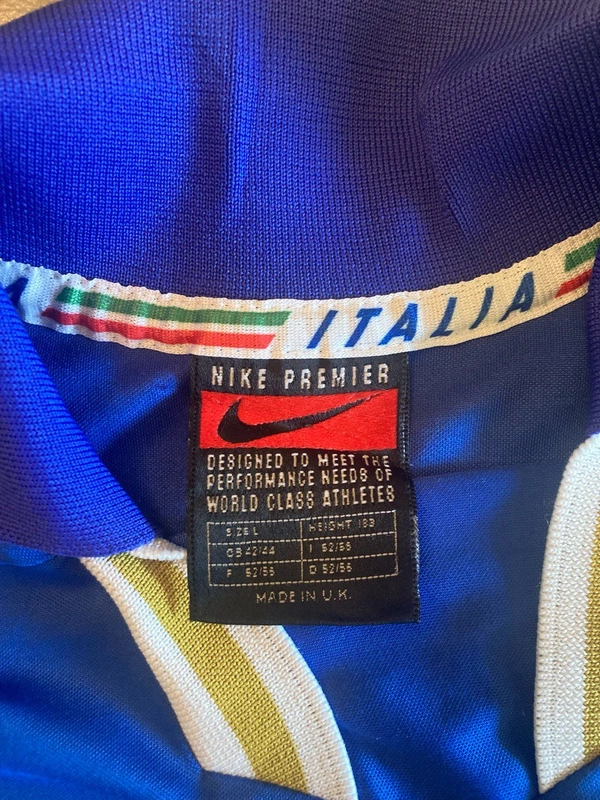 ITALIA
NIKE PREMIER
DESIGNED TO MEET THE
PERFORMANCE NEEDS OF
WORLD CLASS ATHLETES
SIZE L HEIGHT 183
GB 42/44 I 52/56
F 52/56 D 52/56
MADE IN U.K.